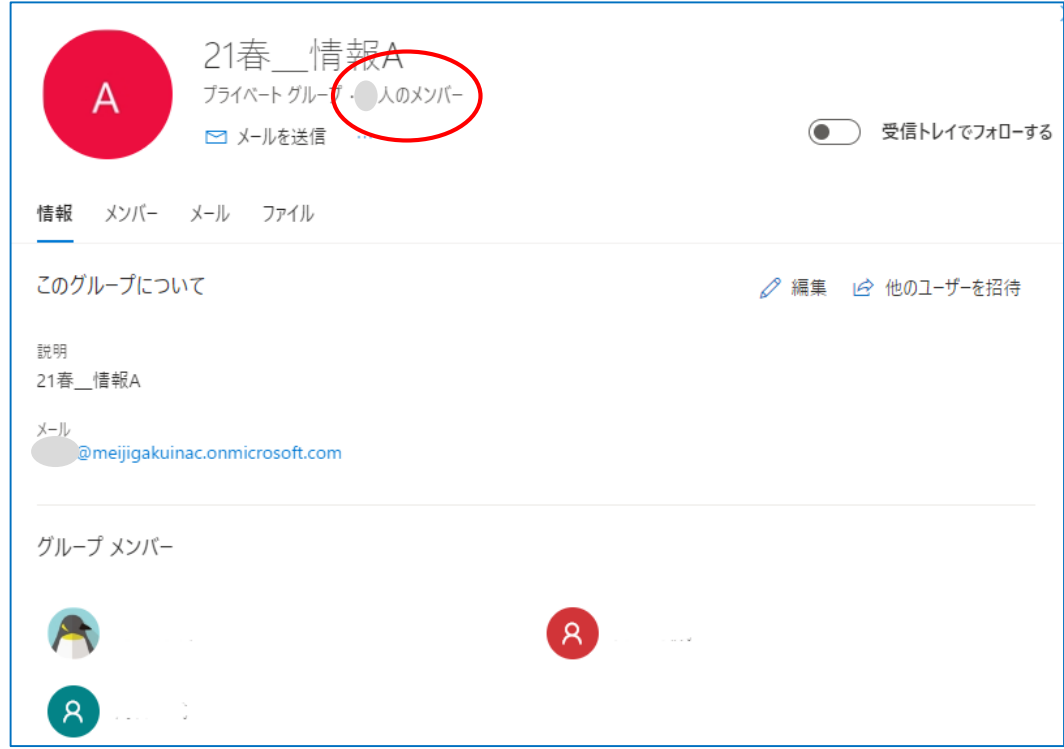 A
21春__情報A
プライベート グループ・ 人のメンバー
メールを送信 …
受信トレイでフォローする
情報 メンバー メール ファイル
このグループについて
編集 他のユーザーを招待
説明
21春__情報A
メール
@meijigakuinac.onmicrosoft.com
グループ メンバー